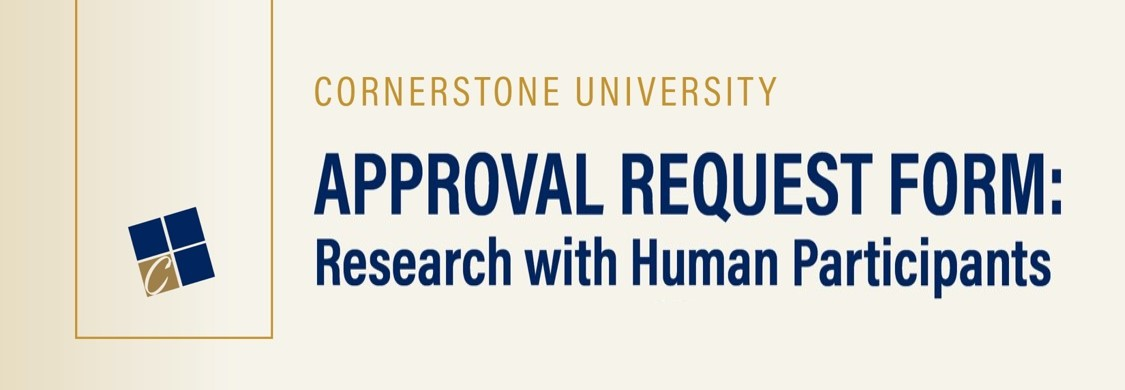 CORNERSTONE UNIVERSITY
APPROVAL REQUEST FORM:
Research with Human Participants
C